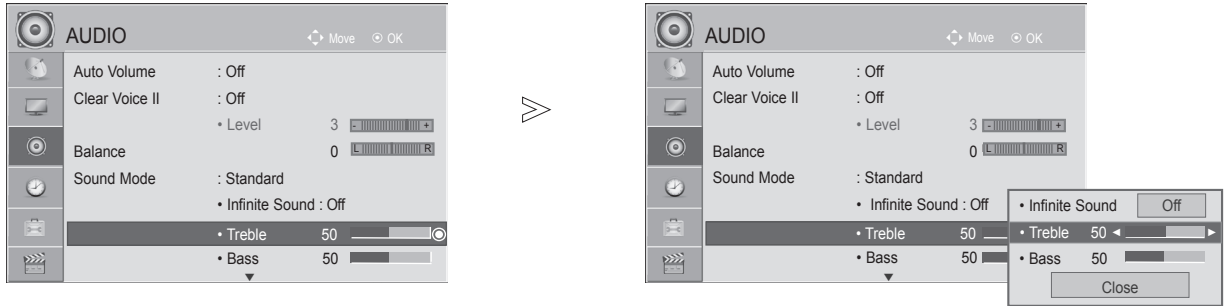 AUDIO Move OK
Auto Volume : Off
Clear Voice II : Off
• Level 3 - +
Balance 0 L R
Sound Mode : Standard
• Infinite Sound : Off
• Treble 50
• Bass 50
AUDIO Move OK
Auto Volume : Off
Clear Voice II : Off
• Level 3 - +
Balance 0 L R
Sound Mode : Standard
• Infinite Sound : Off
• Treble 50
• Bass 50
• Infinite Sound Off
• Treble 50
• Bass 50
Close